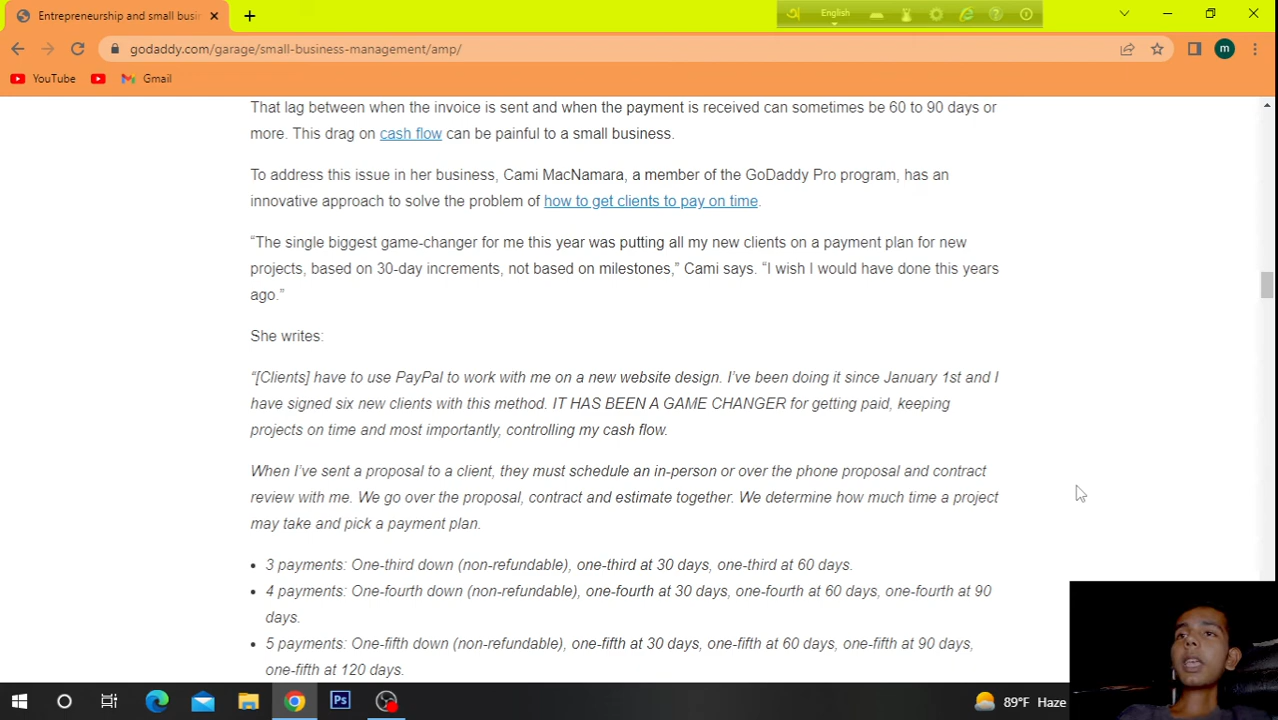 Entrepreneurship and small busin
English
godaddy.com/garage/small-business-management/amp/
m
YouTube
Gmail
That lag between when the invoice is sent and when the payment is received can sometimes be 60 to 90 days or
more. This drag on cash flow can be painful to a small business.
To address this issue in her business, Cami MacNamara, a member of the GoDaddy Pro program, has an
innovative approach to solve the problem of how to get clients to pay on time.
“The single biggest game-changer for me this year was putting all my new clients on a payment plan for new
projects, based on 30-day increments, not based on milestones,” Cami says. “I wish I would have done this years
ago.”
She writes:
“[Clients] have to use PayPal to work with me on a new website design. I’ve been doing it since January 1st and I
have signed six new clients with this method. IT HAS BEEN A GAME CHANGER for getting paid, keeping
projects on time and most importantly, controlling my cash flow.
When I’ve sent a proposal to a client, they must schedule an in-person or over the phone proposal and contract
review with me. We go over the proposal, contract and estimate together. We determine how much time a project
may take and pick a payment plan.
• 3 payments: One-third down (non-refundable), one-third at 30 days, one-third at 60 days.
• 4 payments: One-fourth down (non-refundable), one-fourth at 30 days, one-fourth at 60 days, one-fourth at 90
days.
• 5 payments: One-fifth down (non-refundable), one-fifth at 30 days, one-fifth at 60 days, one-fifth at 90 days,
one-fifth at 120 days.
Ps
89°F Haze